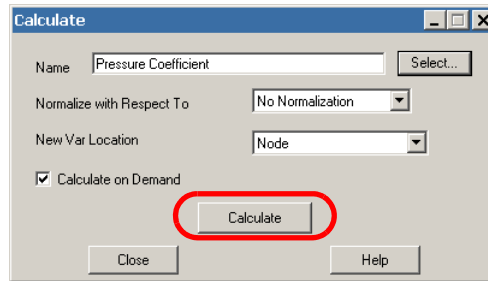 Calculate
Name Pressure Coefficient Select...
Normalize with Respect To No Normalization
New Var Location Node
Calculate on Demand
Calculate
Close Help